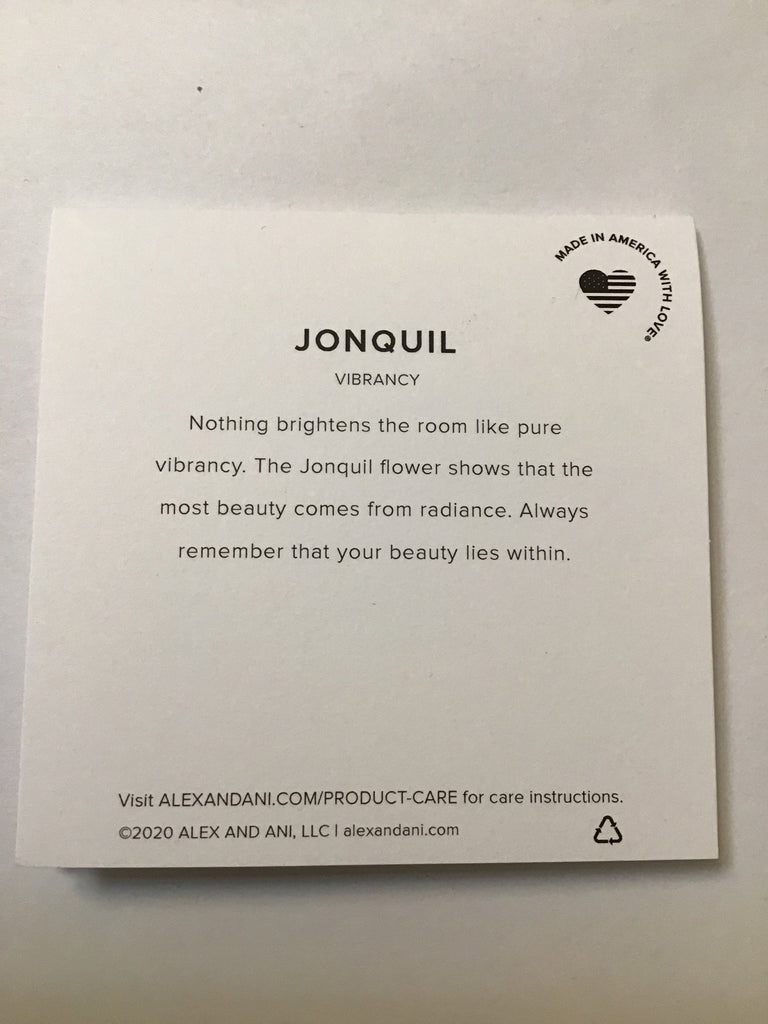 MADE IN AMERICA WITH LOVE®
JONQUIL
VIBRANCY
Nothing brightens the room like pure
vibrancy. The Jonquil flower shows that the
most beauty comes from radiance. Always
remember that your beauty lies within.
Visit ALEXANDANI.COM/PRODUCT-CARE for care instructions.
©2020 ALEX AND ANI, LLC | alexandani.com